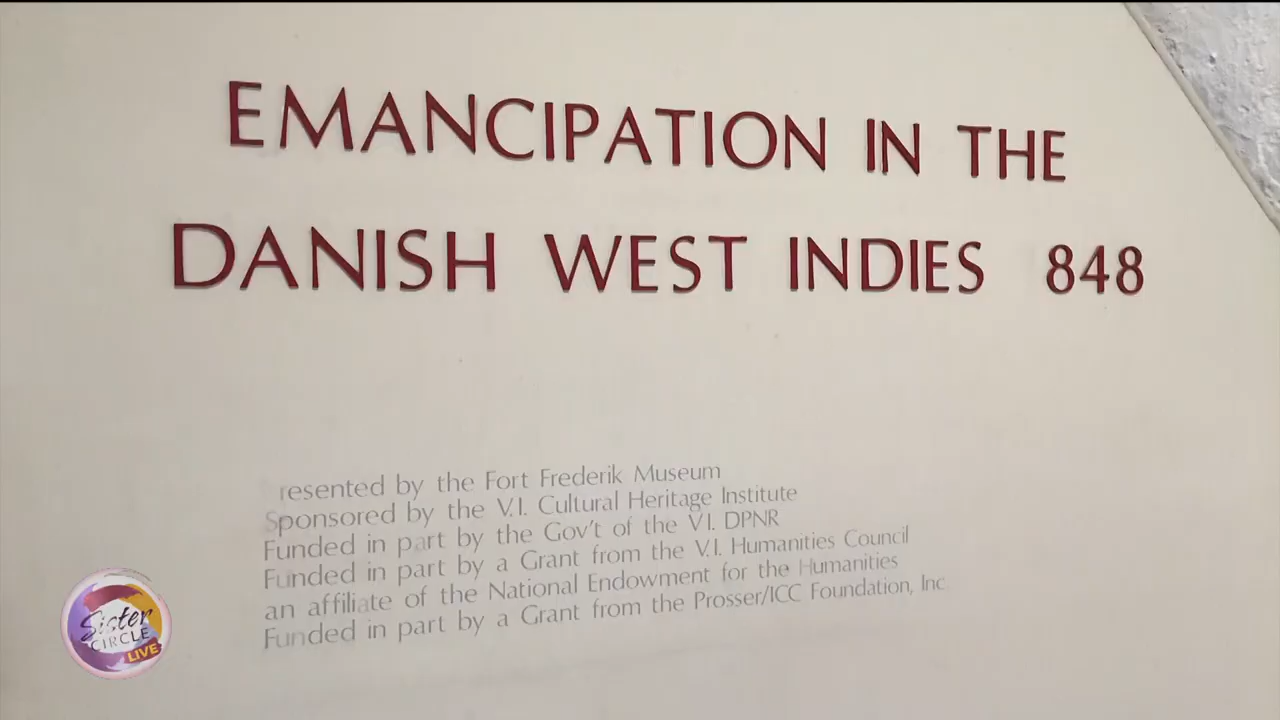 EMANCIPATION IN THE
DANISH WEST INDIES 848
resented by the Fort Frederik Museum
Sponsored by the V.I. Cultural Heritage Institute
Funded in part by the Gov't of the V.I. DPNR
Funded in part by a Grant from the V.I. Humanities Council
an affiliate of the National Endowment for the Humanities
Funded in part by a Grant from the Prosser/ICC Foundation, Inc
Sister
CIRCLE
LIVE